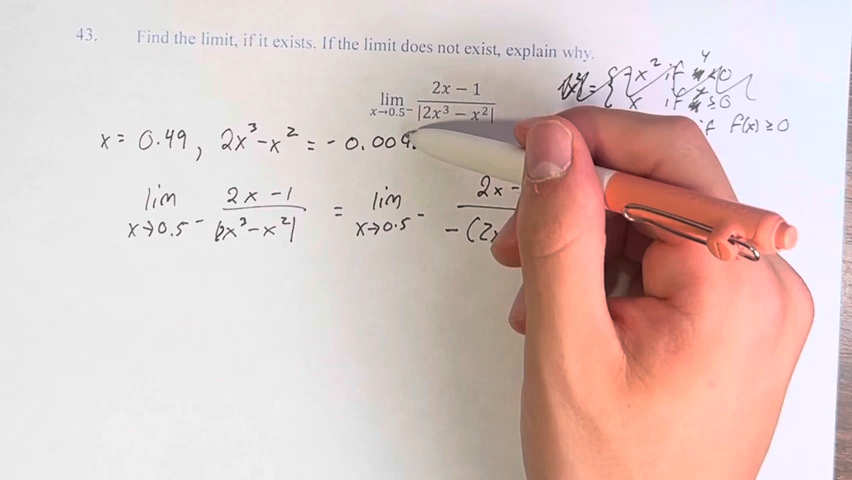 43. Find the limit, if it exists. If the limit does not exist, explain why.
lim x→0.5⁻ (2x − 1)/|2x³ − x²|
if f(x) ≥ 0
x = 0.49, 2x³-x² = - 0.004
lim x→0.5⁻ 2x -1 / |2x³-x²| = lim x→0.5⁻ 2x - / -(2x